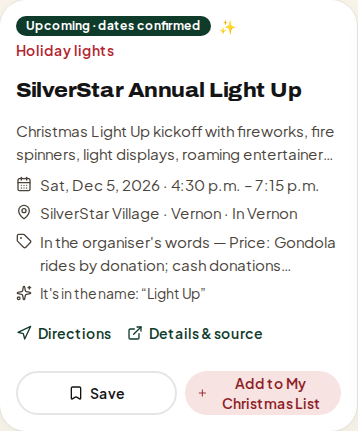 Upcoming · dates confirmed ✨
Holiday lights
SilverStar Annual Light Up
Christmas Light Up kickoff with fireworks, fire
spinners, light displays, roaming entertainer…
Sat, Dec 5, 2026 · 4:30 p.m. – 7:15 p.m.
SilverStar Village · Vernon · In Vernon
In the organiser's words — Price: Gondola
rides by donation; cash donations…
It's in the name: “Light Up”
Directions Details & source
Save
+ Add to My
Christmas List